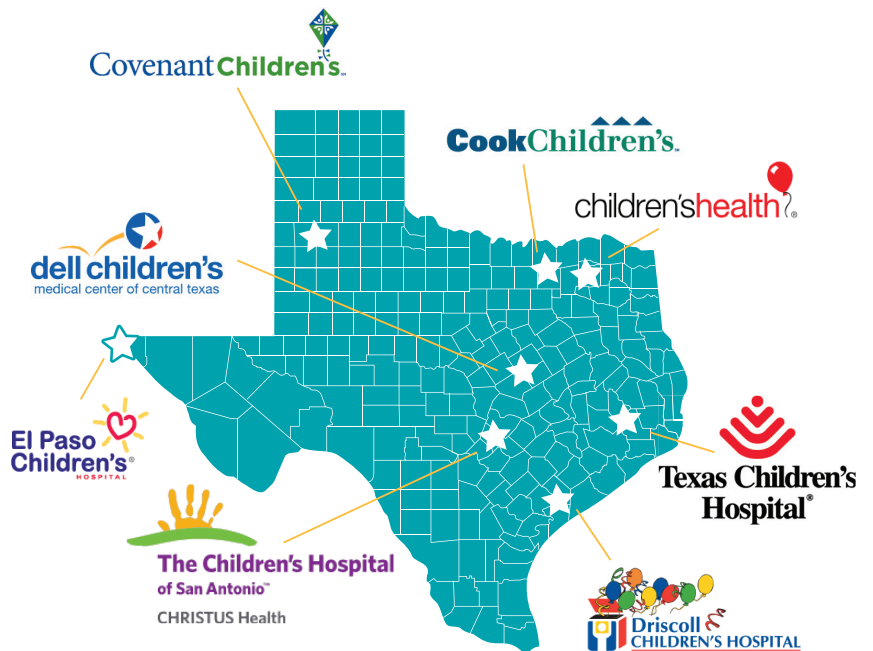 Covenant Children's℠
CookChildren's™
children'shealth®
dell children's
medical center of central texas
El Paso
Children's®
HOSPITAL
Texas Children's
Hospital®
The Children's Hospital
of San Antonio™
CHRISTUS Health
Driscoll
CHILDREN'S HOSPITAL